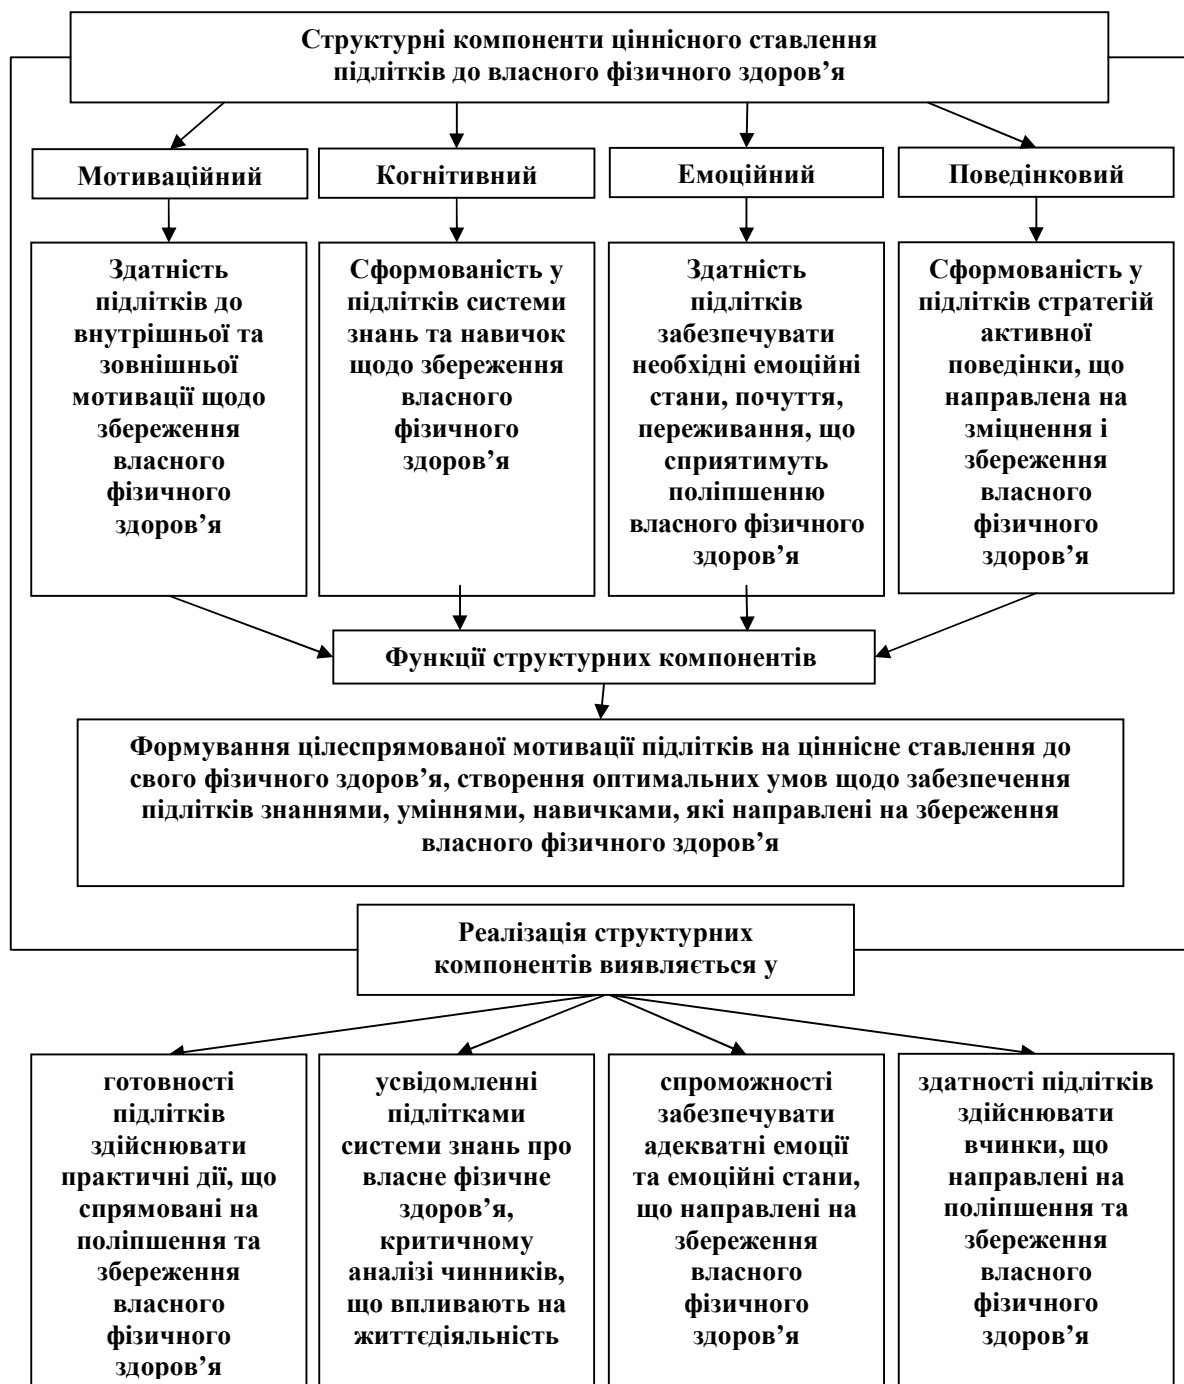 Структурні компоненти ціннісного ставлення
підлітків до власного фізичного здоров’я
Мотиваційний
Когнітивний
Емоційний
Поведінковий
Здатність
підлітків до
внутрішньої та
зовнішньої
мотивації щодо
збереження
власного
фізичного
здоров’я
Сформованість у
підлітків системи
знань та навичок
щодо збереження
власного
фізичного
здоров’я
Здатність
підлітків
забезпечувати
необхідні емоційні
стани, почуття,
переживання, що
сприятимуть
поліпшенню
власного фізичного
здоров’я
Сформованість у
підлітків стратегій
активної
поведінки, що
направлена на
зміцнення і
збереження
власного
фізичного
здоров’я
Функції структурних компонентів
Формування цілеспрямованої мотивації підлітків на ціннісне ставлення до
свого фізичного здоров’я, створення оптимальних умов щодо забезпечення
підлітків знаннями, уміннями, навичками, які направлені на збереження
власного фізичного здоров’я
Реалізація структурних
компонентів виявляється у
готовності
підлітків
здійснювати
практичні дії, що
спрямовані на
поліпшення та
збереження
власного
фізичного
здоров’я
усвідомленні
підлітками
системи знань про
власне фізичне
здоров’я,
критичному
аналізі чинників,
що впливають на
життєдіяльність
спроможності
забезпечувати
адекватні емоції
та емоційні стани,
що направлені на
збереження
власного
фізичного
здоров’я
здатності підлітків
здійснювати
вчинки, що
направлені на
поліпшення та
збереження
власного
фізичного
здоров’я